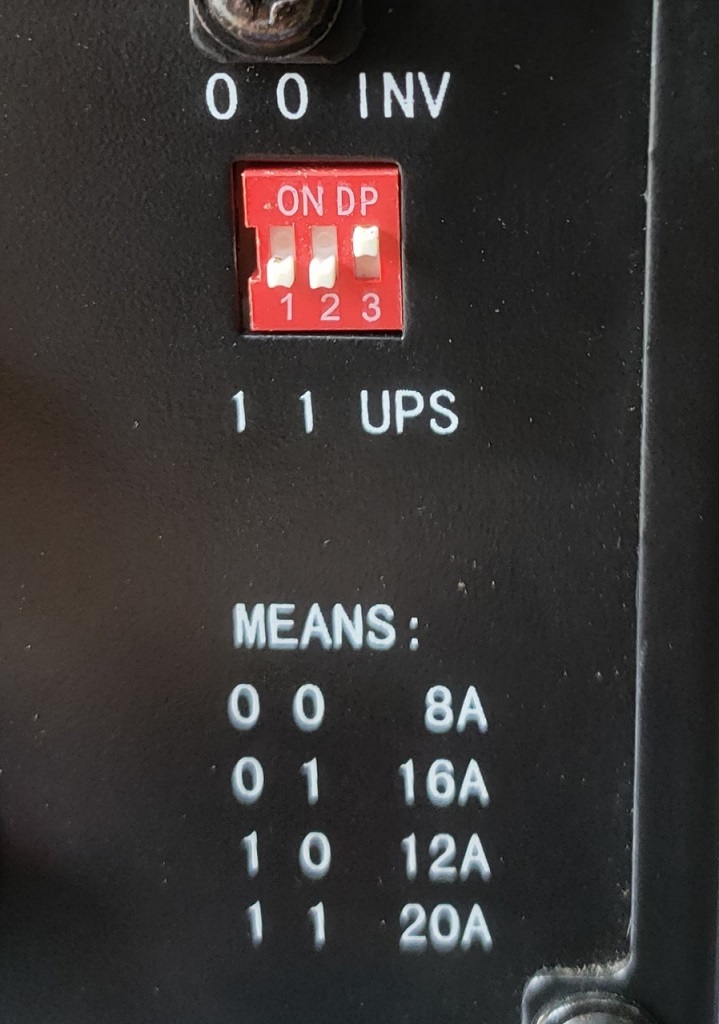 0 0 INV
ON DP
1 2 3
1 1 UPS
MEANS:
0 0 8A
0 1 16A
1 0 12A
1 1 20A